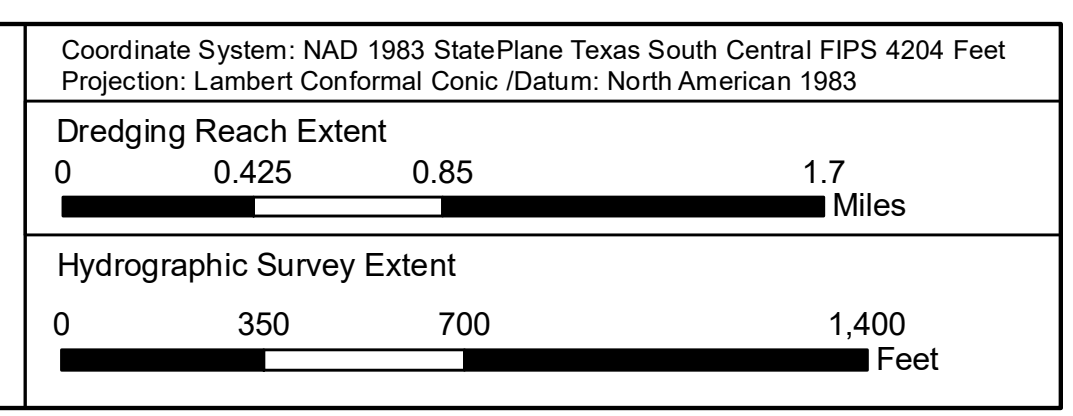 Coordinate System: NAD 1983 StatePlane Texas South Central FIPS 4204 Feet
Projection: Lambert Conformal Conic /Datum: North American 1983
Dredging Reach Extent
0 0.425 0.85 1.7
Miles
Hydrographic Survey Extent
0 350 700 1,400
Feet